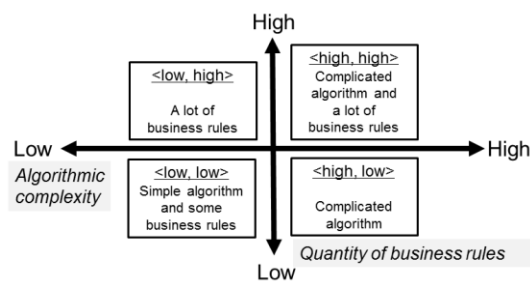 High
<low, high>
A lot of
business rules
<high, high>
Complicated
algorithm and
a lot of
business rules
Low
High
Algorithmic
complexity
<low, low>
Simple algorithm
and some
business rules
<high, low>
Complicated
algorithm
Quantity of business rules
Low